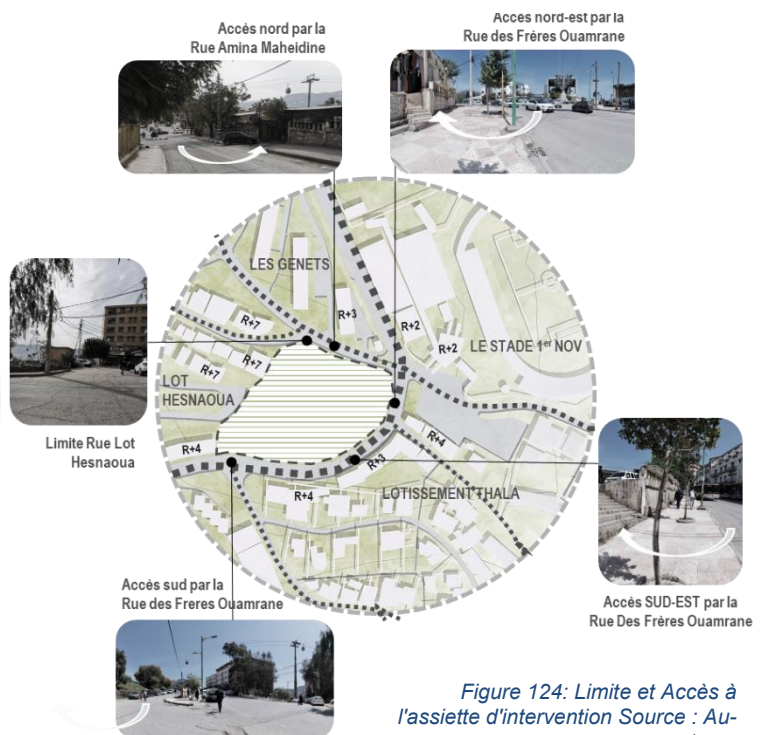 Accès nord par la
Rue Amina Maheidine
Acces nord-est par la
Rue des Frères Ouamrane
LES GENETS
R+7
R+3
R+2
R+2
LE STADE 1er NOV
R+7
R+7
LOT
HESNAOUA
Limite Rue Lot
Hesnaoua
R+4
R+4
R+3
R+4
LOTISSEMENT THALA
Accès SUD-EST par la
Rue Des Frères Ouamrane
Accès sud par la
Rue des Freres Ouamrane
Figure 124: Limite et Accès à
l'assiette d'intervention Source : Au-